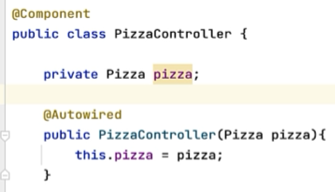 @Component
public class PizzaController {
private Pizza pizza;
@Autowired
public PizzaController(Pizza pizza){
this.pizza = pizza;
}